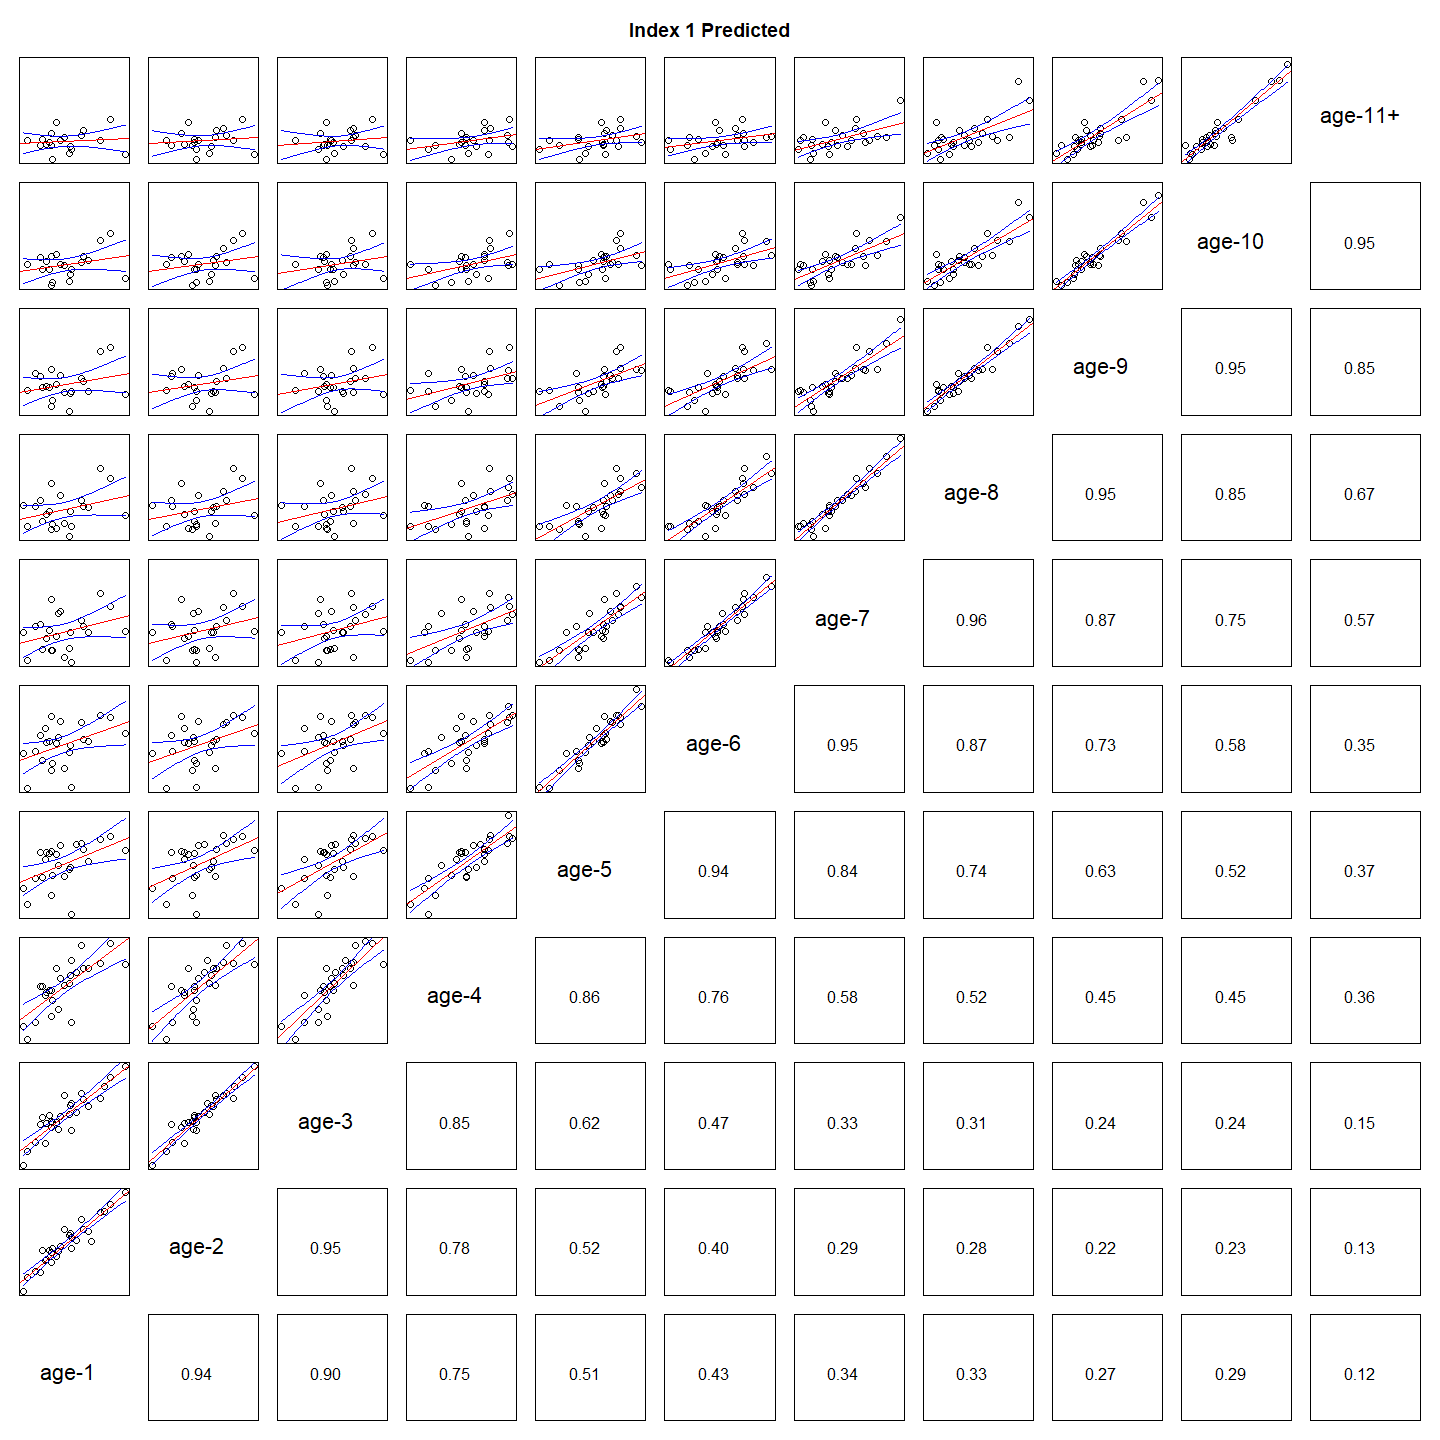 Index 1 Predicted
age-11+
age-10 0.95
age-9 0.95 0.85
age-8 0.95 0.85 0.67
age-7 0.96 0.87 0.75 0.57
age-6 0.95 0.87 0.73 0.58 0.35
age-5 0.94 0.84 0.74 0.63 0.52 0.37
age-4 0.86 0.76 0.58 0.52 0.45 0.45 0.36
age-3 0.85 0.62 0.47 0.33 0.31 0.24 0.24 0.15
age-2 0.95 0.78 0.52 0.40 0.29 0.28 0.22 0.23 0.13
age-1 0.94 0.90 0.75 0.51 0.43 0.34 0.33 0.27 0.29 0.12